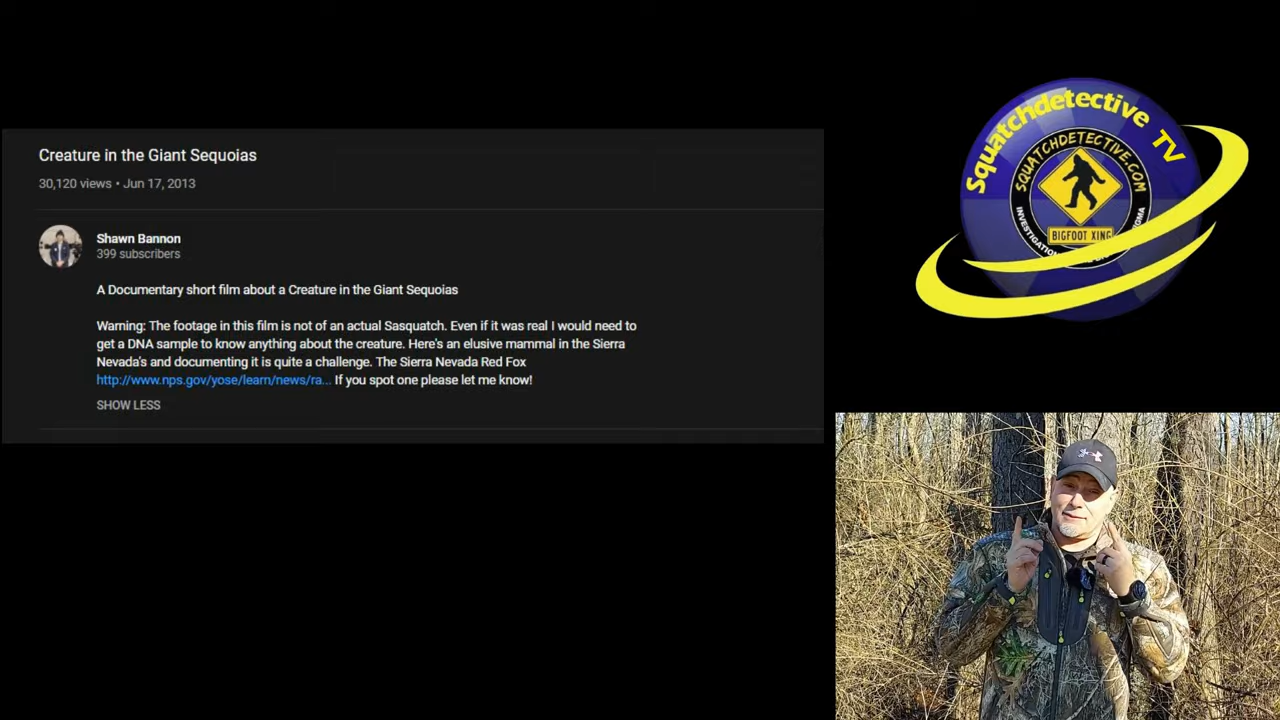 Creature in the Giant Sequoias
30,120 views • Jun 17, 2013
Shawn Bannon
399 subscribers
A Documentary short film about a Creature in the Giant Sequoias
Warning: The footage in this film is not of an actual Sasquatch. Even if it was real I would need to
get a DNA sample to know anything about the creature. Here's an elusive mammal in the Sierra
Nevada's and documenting it is quite a challenge. The Sierra Nevada Red Fox
http://www.nps.gov/yose/learn/news/ra... If you spot one please let me know!
SHOW LESS
Squatchdetective TV
SQUATCHDETECTIVE.COM
BIGFOOT XING